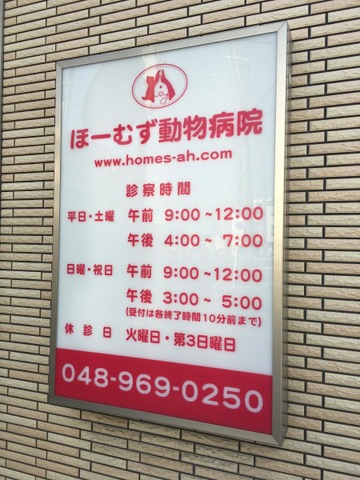 ほーむず動物病院
www.homes-ah.com
診察時間
平日・土曜 午前 9:00~12:00
午後 4:00~ 7:00
日曜・祝日 午前 9:00~12:00
午後 3:00~ 5:00
(受付は各終了時間10分前まで)
休診日 火曜日・第3日曜日
048-969-0250